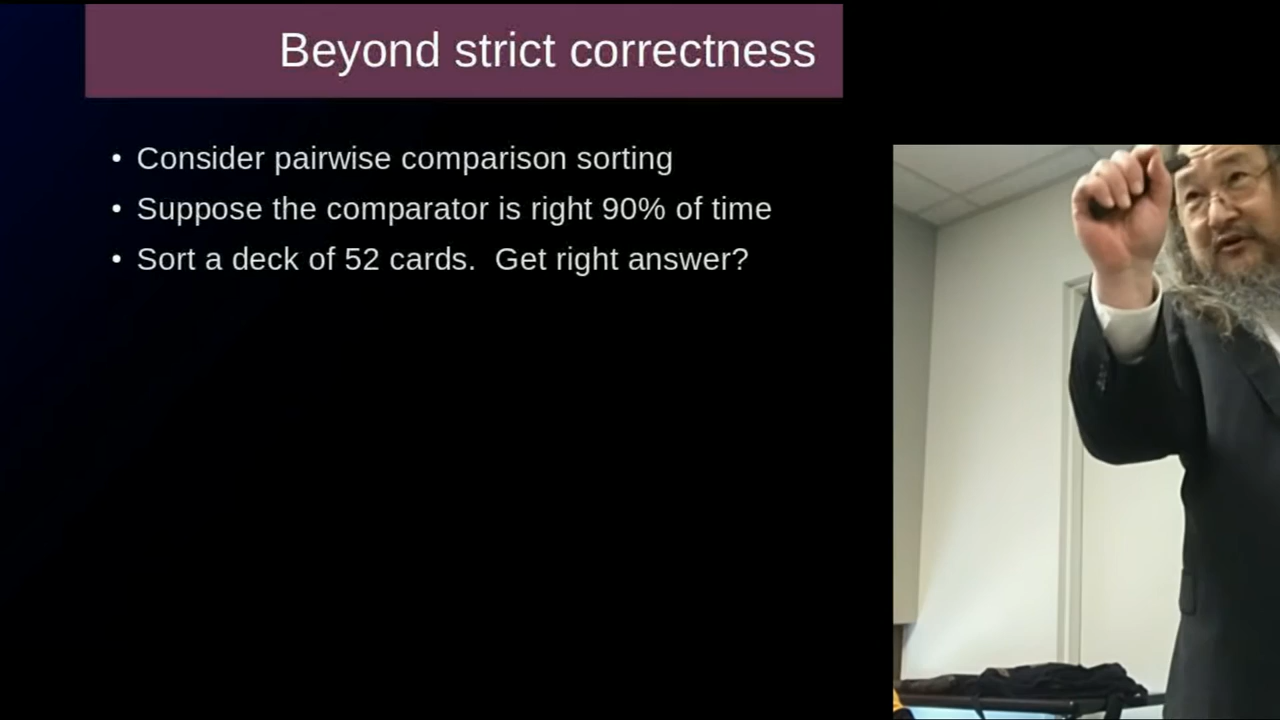 Beyond strict correctness
• Consider pairwise comparison sorting
• Suppose the comparator is right 90% of time
• Sort a deck of 52 cards.  Get right answer?